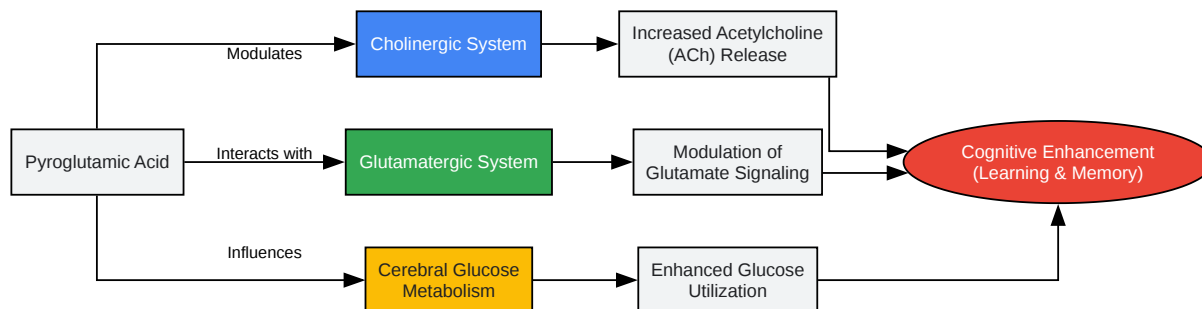 Modulates
Cholinergic System
Increased Acetylcholine
(ACh) Release
Pyroglutamic Acid
Interacts with
Glutamatergic System
Modulation of
Glutamate Signaling
Cognitive Enhancement
(Learning & Memory)
Influences
Cerebral Glucose
Metabolism
Enhanced Glucose
Utilization